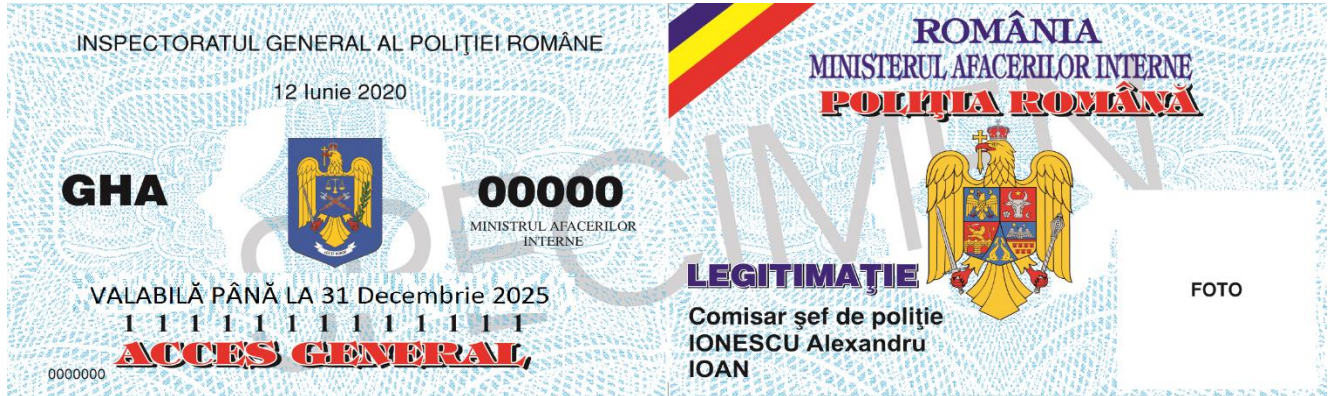 INSPECTORATUL GENERAL AL POLIȚIEI ROMÂNE
12 Iunie 2020
GHA
00000
MINISTRUL AFACERILOR
INTERNE
VALABILĂ PÂNĂ LA 31 Decembrie 2025
1 1 1 1 1 1 1 1 1 1 1 1 1
ACCES GENERAL
0000000
ROMÂNIA
MINISTERUL AFACERILOR INTERNE
POLIŢIA ROMÂNĂ
LEGITIMAŢIE
Comisar şef de poliţie
IONESCU Alexandru
IOAN
FOTO
SPECIMEN